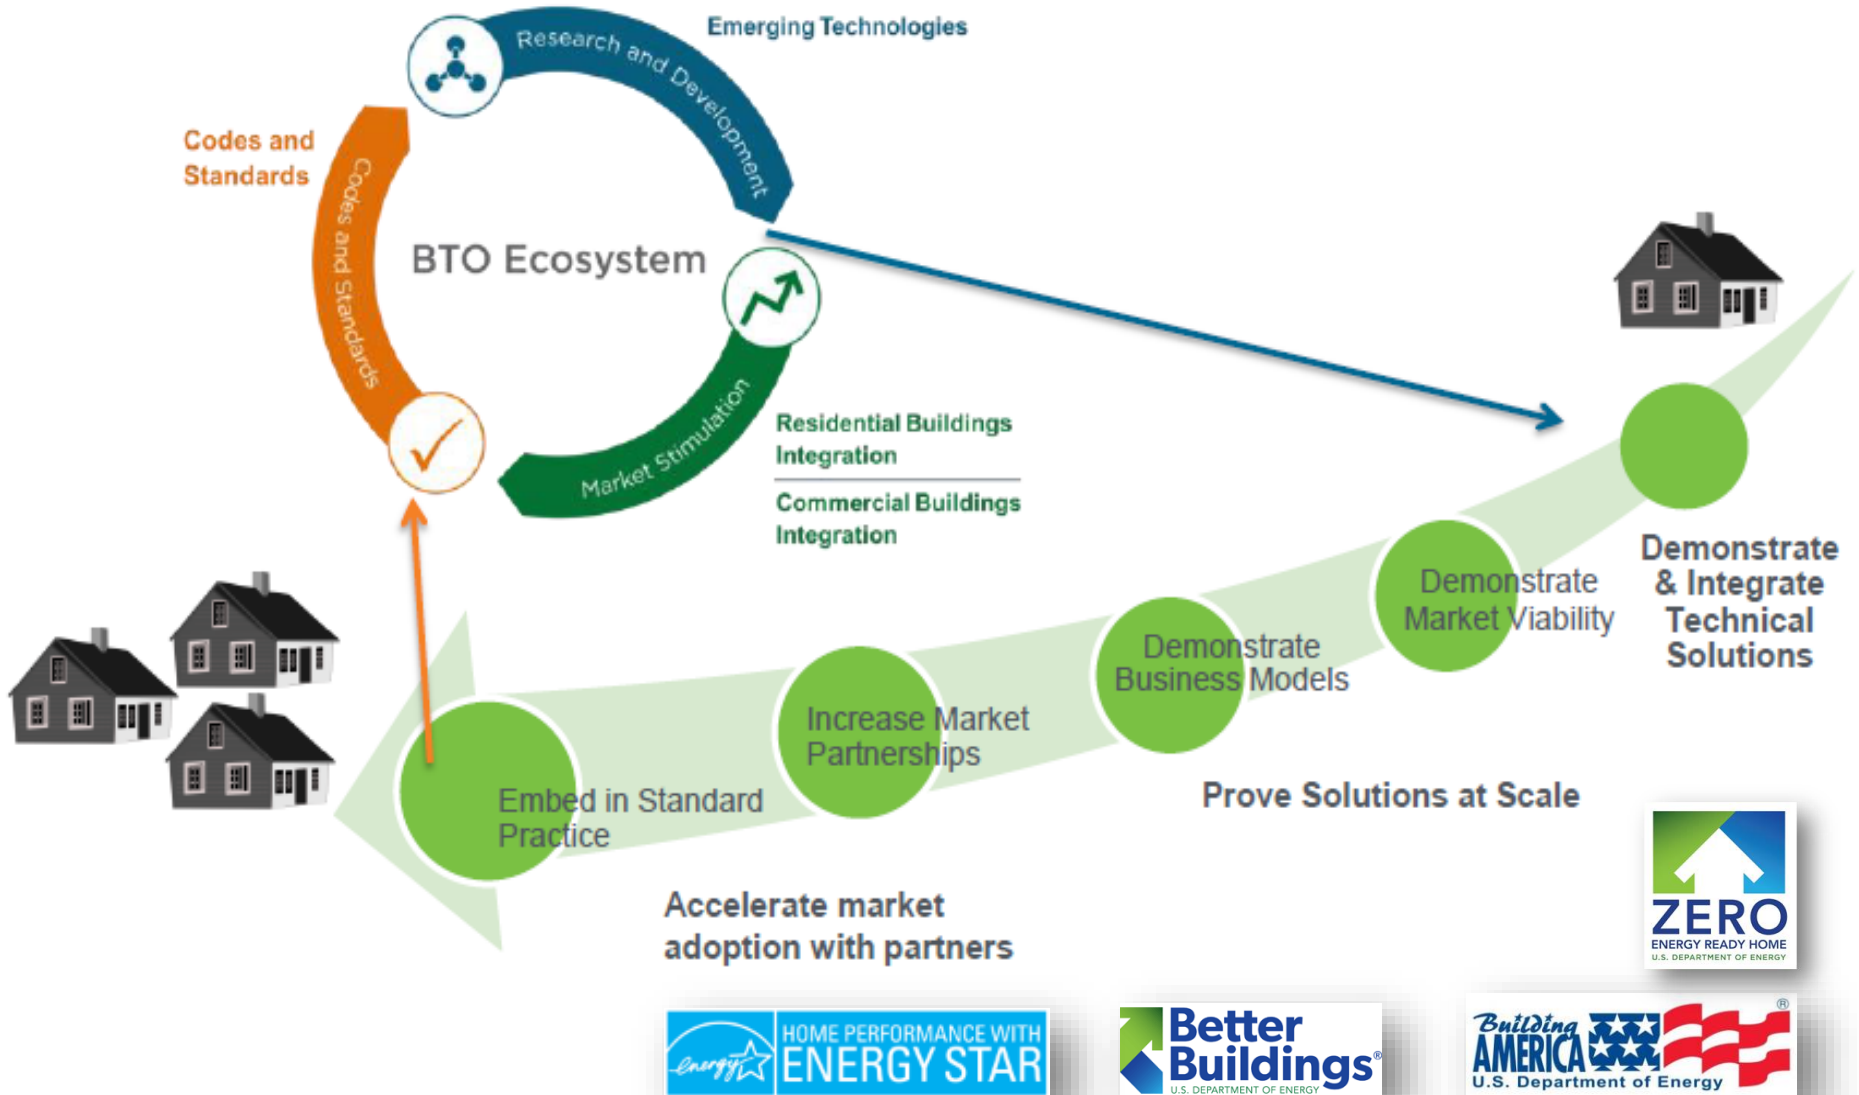 Emerging Technologies
Research and Development
Codes and
Standards
Codes and Standards
BTO Ecosystem
Market Stimulation
Residential Buildings
Integration
Commercial Buildings
Integration
Demonstrate
& Integrate
Technical
Solutions
Demonstrate
Market Viability
Demonstrate
Business Models
Increase Market
Partnerships
Embed in Standard
Practice
Prove Solutions at Scale
Accelerate market
adoption with partners
ZERO
ENERGY READY HOME
U.S. DEPARTMENT OF ENERGY
energy
HOME PERFORMANCE WITH
ENERGY STAR
Better
Buildings®
U.S. DEPARTMENT OF ENERGY
Building
AMERICA
®
U.S. Department of Energy